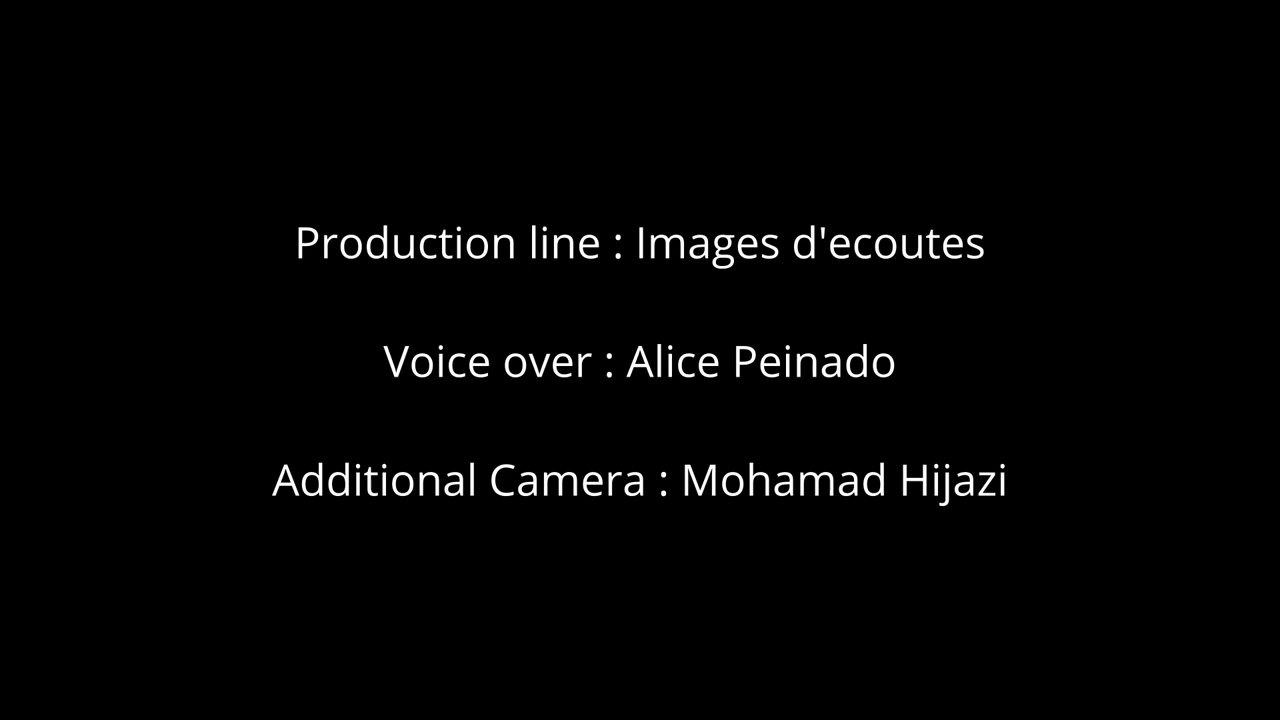 Production line : Images d'ecoutes
Voice over : Alice Peinado
Additional Camera : Mohamad Hijazi